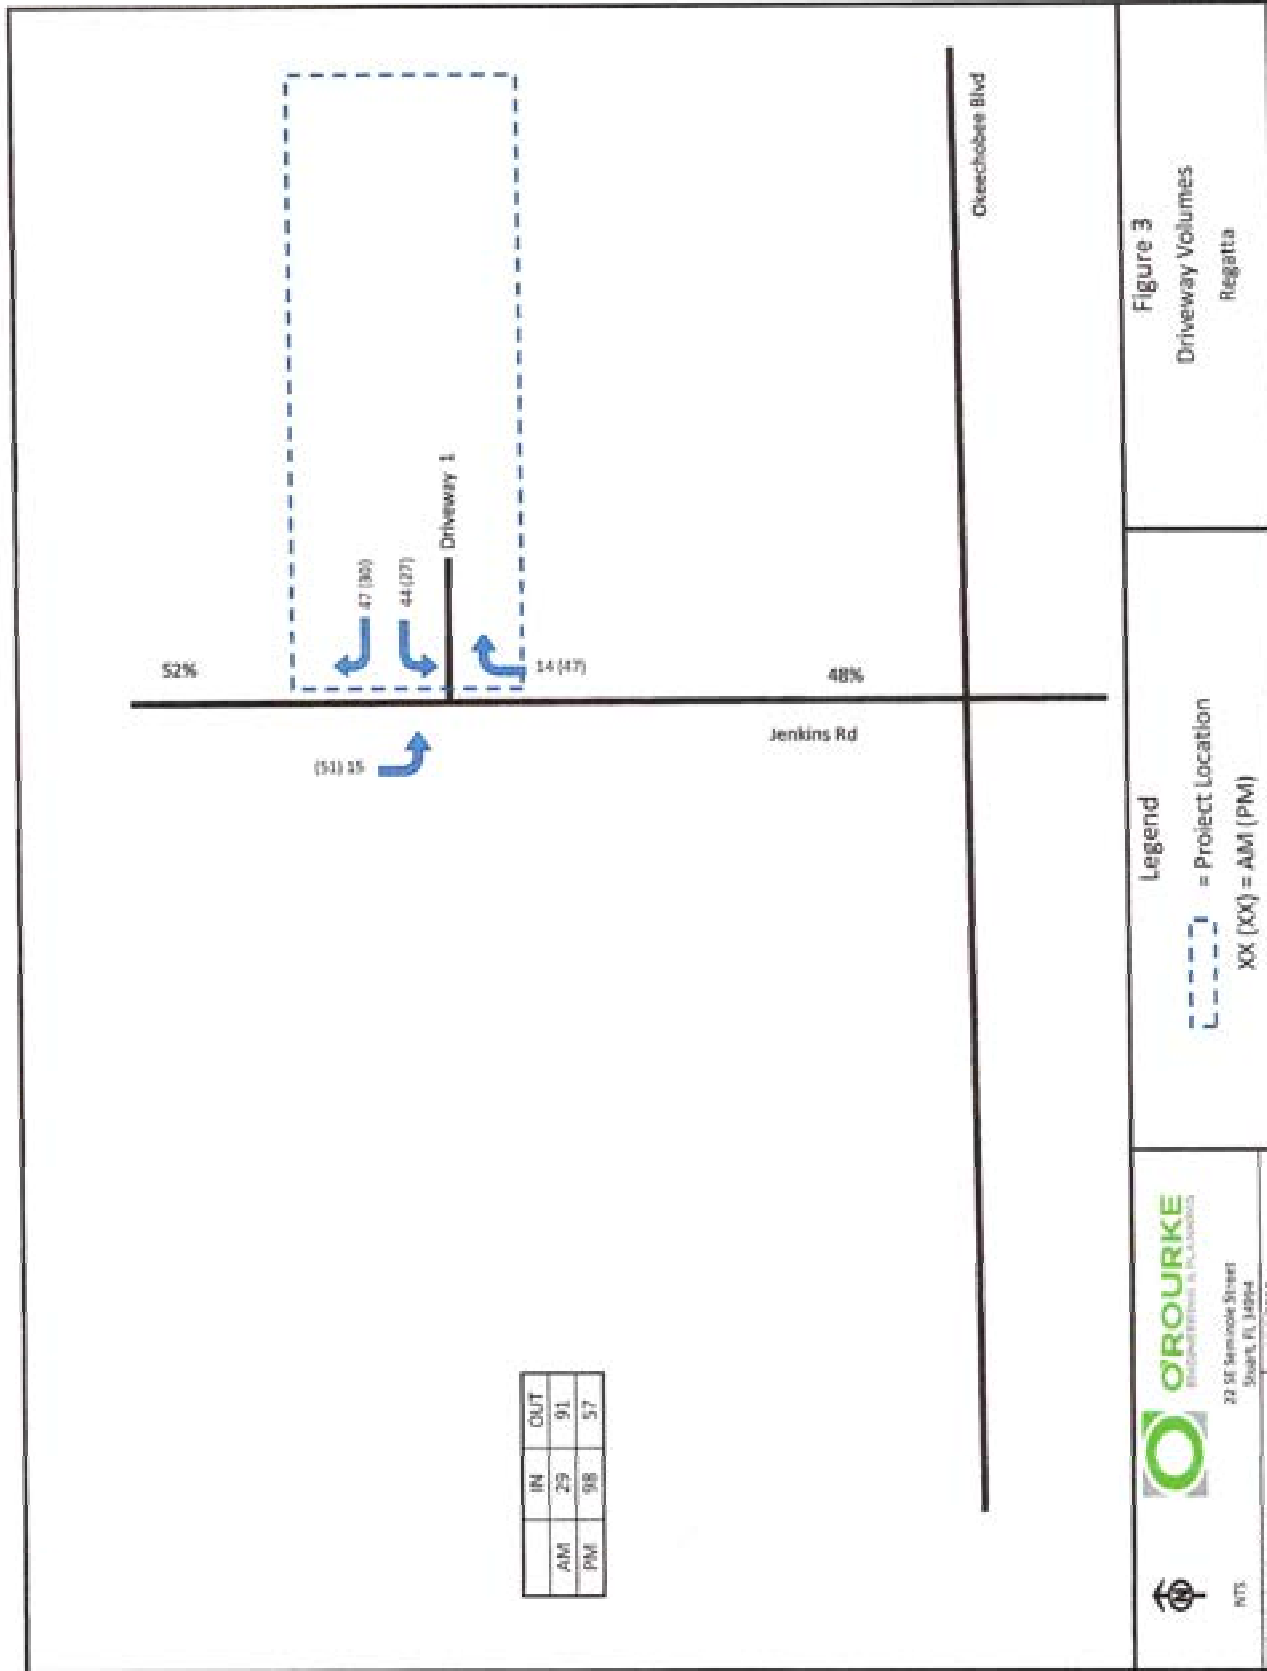 52%
47 (30)
44 (27)
Driveway 1
(51) 15
14 (47)
Jenkins Rd
48%
Okeechobee Blvd
IN OUT
AM 29 91
PM 98 57
N
NTS
O'ROURKE
ENGINEERING & PLANNING
22 SE Seminole Street
Stuart, FL 34994
Legend
= Project Location
XX (XX) = AM (PM)
Figure 3
Driveway Volumes
Regatta